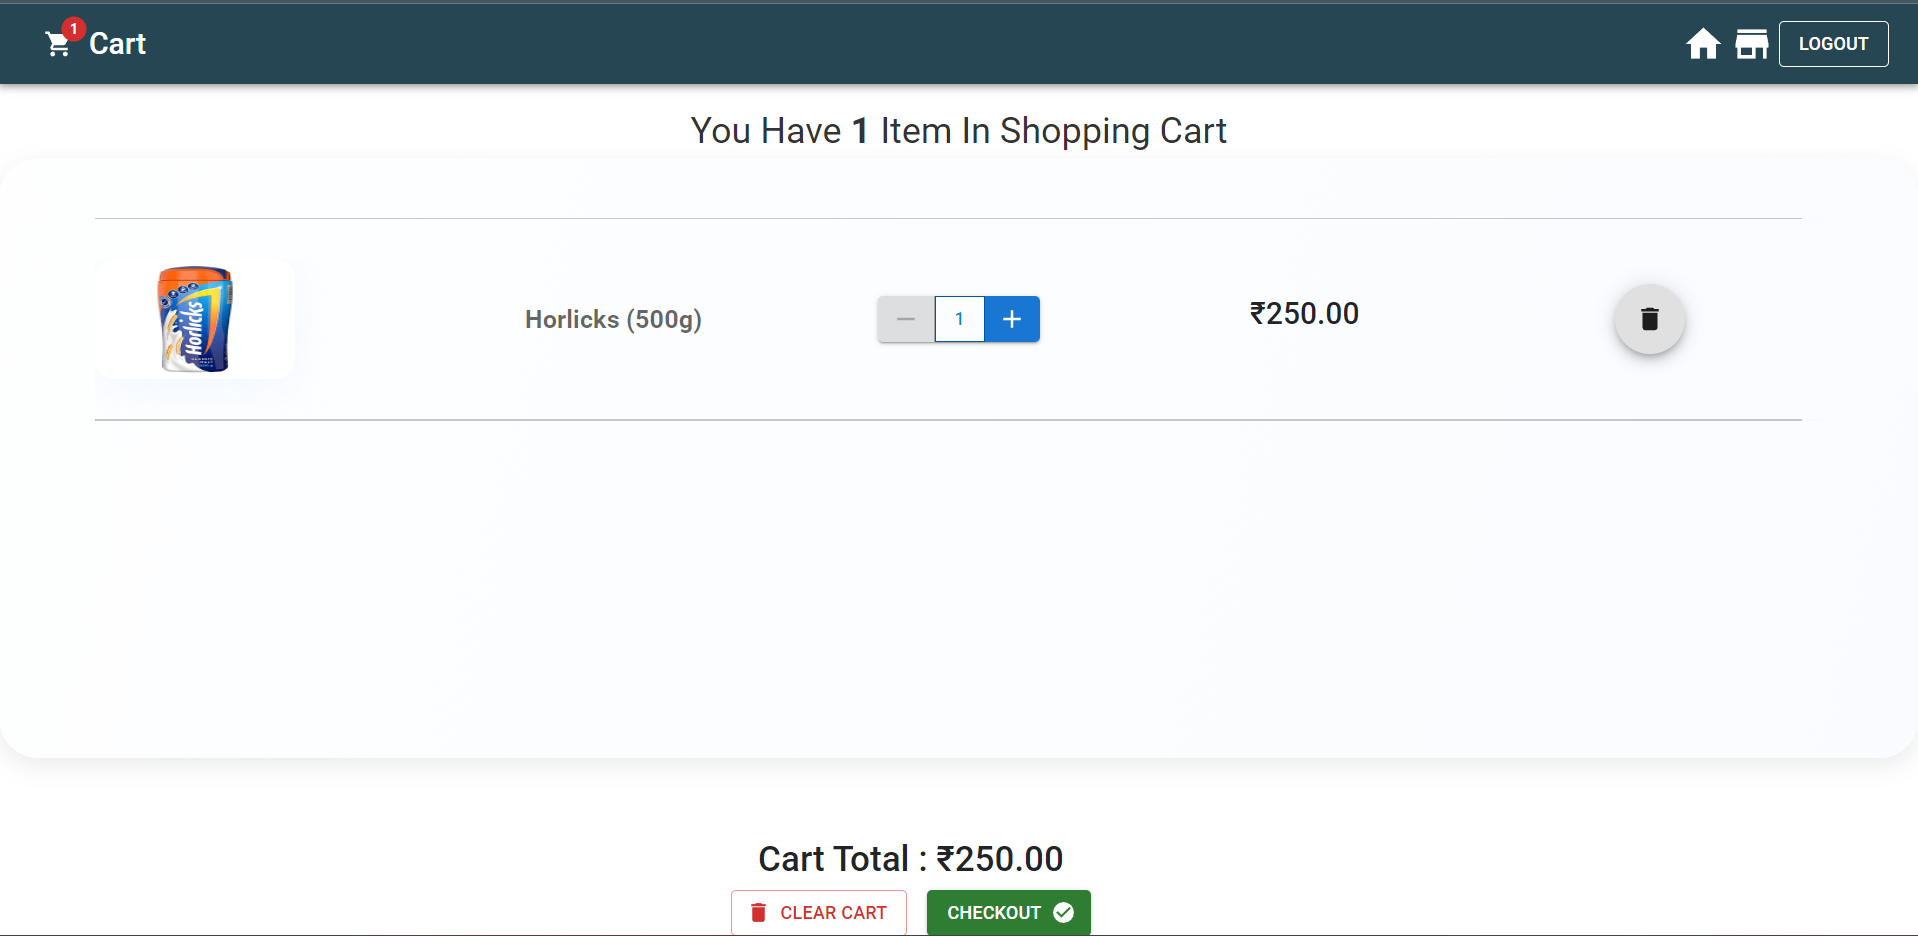 1
Cart
LOGOUT
You Have 1 Item In Shopping Cart
Horlicks
Horlicks (500g)
1
₹250.00
Cart Total : ₹250.00
CLEAR CART
CHECKOUT